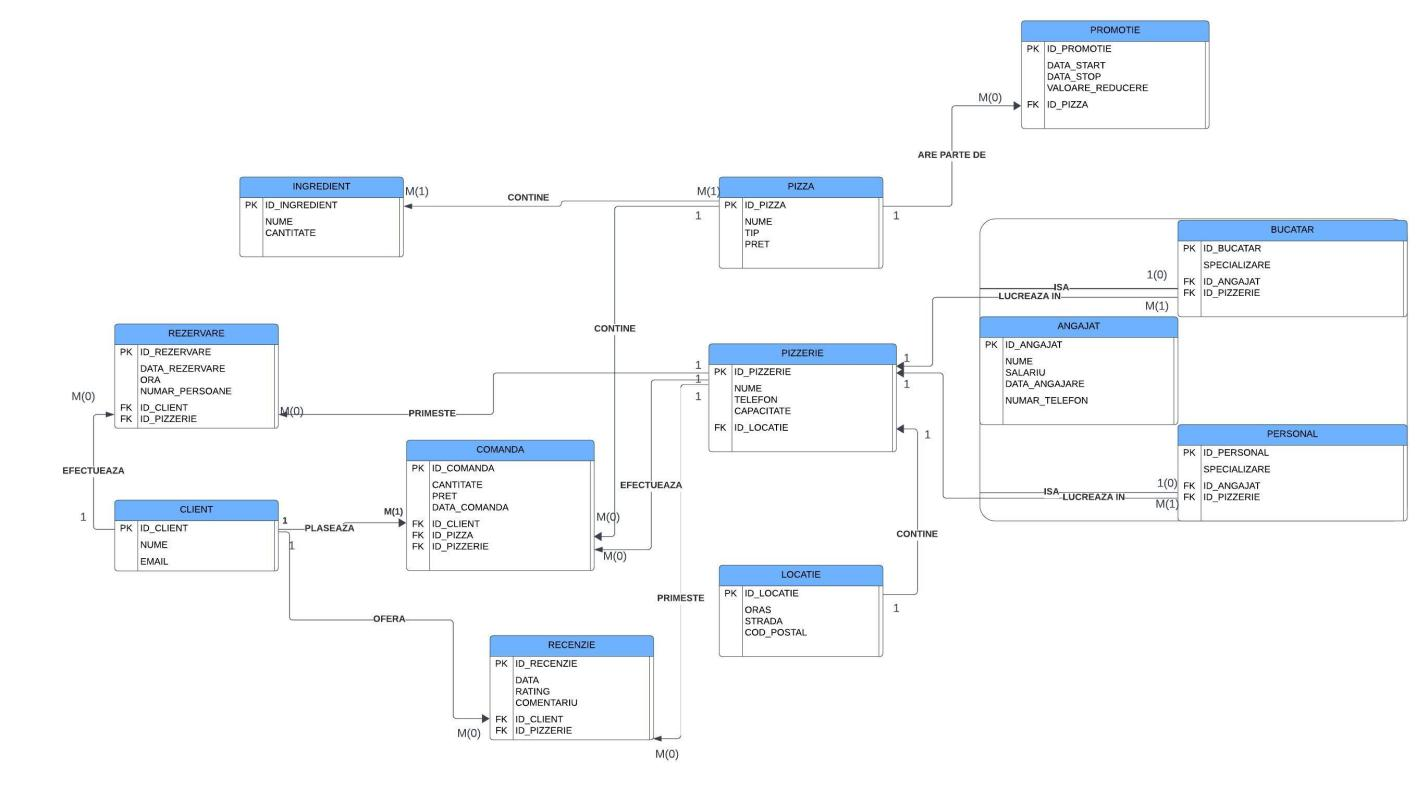 PROMOTIE
PK ID_PROMOTIE
DATA_START
DATA_STOP
VALOARE_REDUCERE
FK ID_PIZZA
M(0)
ARE PARTE DE
INGREDIENT
PK ID_INGREDIENT
NUME
CANTITATE
M(1)
CONTINE
M(1)
1
PIZZA
PK ID_PIZZA
NUME
TIP
PRET
1
BUCATAR
PK ID_BUCATAR
SPECIALIZARE
FK ID_ANGAJAT
FK ID_PIZZERIE
1(0)
ISA
LUCREAZA IN
M(1)
ANGAJAT
PK ID_ANGAJAT
NUME
SALARIU
DATA_ANGAJARE
NUMAR_TELEFON
CONTINE
REZERVARE
PK ID_REZERVARE
DATA_REZERVARE
ORA
NUMAR_PERSOANE
FK ID_CLIENT
FK ID_PIZZERIE
M(0)
M(0)
PRIMESTE
1
1
1
PIZZERIE
PK ID_PIZZERIE
NUME
TELEFON
CAPACITATE
FK ID_LOCATIE
1
1
1
PERSONAL
PK ID_PERSONAL
SPECIALIZARE
FK ID_ANGAJAT
FK ID_PIZZERIE
1(0)
ISA
LUCREAZA IN
M(1)
COMANDA
PK ID_COMANDA
CANTITATE
PRET
DATA_COMANDA
FK ID_CLIENT
FK ID_PIZZA
FK ID_PIZZERIE
EFECTUEAZA
EFECTUEAZA
M(0)
M(0)
1
CLIENT
PK ID_CLIENT
NUME
EMAIL
1
PLASEAZA
M(1)
1
CONTINE
LOCATIE
PK ID_LOCATIE
ORAS
STRADA
COD_POSTAL
1
PRIMESTE
OFERA
RECENZIE
PK ID_RECENZIE
DATA
RATING
COMENTARIU
FK ID_CLIENT
FK ID_PIZZERIE
M(0)
M(0)